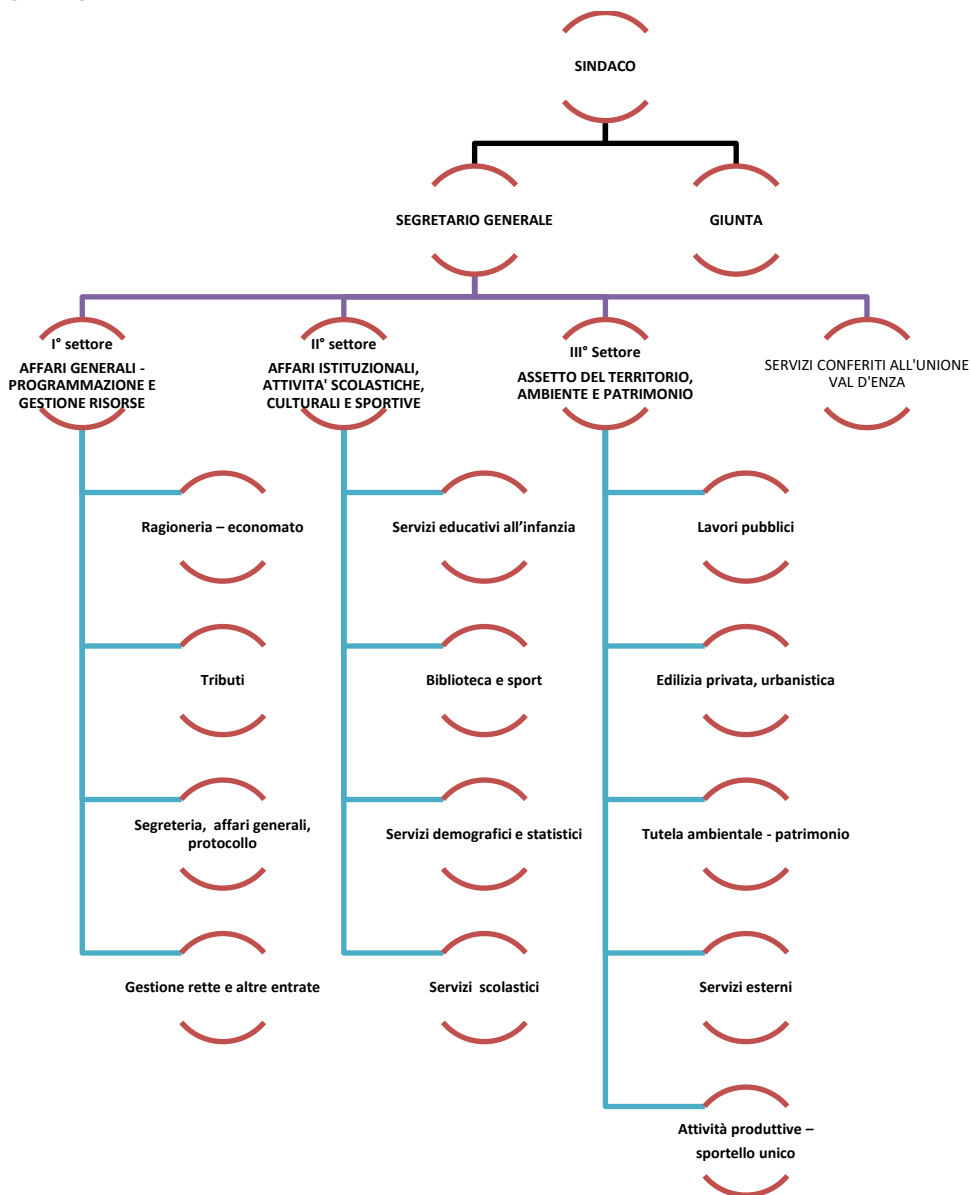 SINDACO
SEGRETARIO GENERALE
GIUNTA
I° settore
AFFARI GENERALI -
PROGRAMMAZIONE E
GESTIONE RISORSE
II° settore
AFFARI ISTITUZIONALI,
ATTIVITA' SCOLASTICHE,
CULTURALI E SPORTIVE
III° Settore
ASSETTO DEL TERRITORIO,
AMBIENTE E PATRIMONIO
SERVIZI CONFERITI ALL'UNIONE
VAL D'ENZA
Ragioneria – economato
Servizi educativi all’infanzia
Lavori pubblici
Tributi
Biblioteca e sport
Edilizia privata, urbanistica
Segreteria, affari generali,
protocollo
Servizi demografici e statistici
Tutela ambientale - patrimonio
Gestione rette e altre entrate
Servizi scolastici
Servizi esterni
Attività produttive –
sportello unico